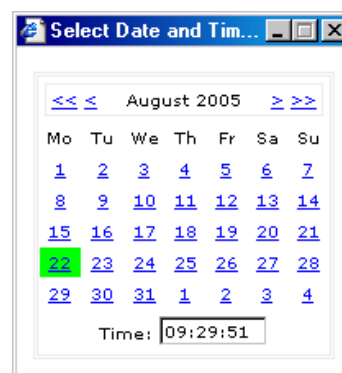 Select Date and Tim...
<< < August 2005 > >>
Mo Tu We Th Fr Sa Su
1 2 3 4 5 6 7
8 9 10 11 12 13 14
15 16 17 18 19 20 21
22 23 24 25 26 27 28
29 30 31 1 2 3 4
Time: 09:29:51